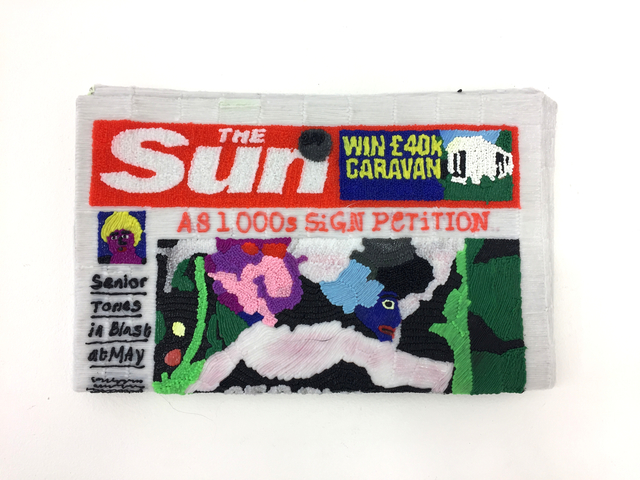 THE
Sun
WIN £40K
CARAVAN
AS 1000s SiGN PETiTiON
Senior
TORies
in Blast
at MAY